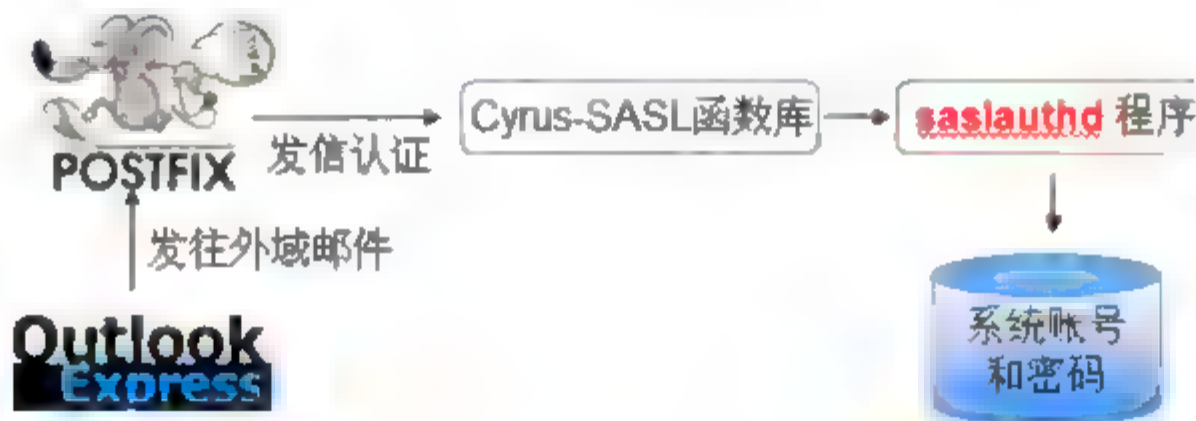 POSTFIX
发信认证
Cyrus-SASL函数库
saslauthd 程序
发往外域邮件
Outlook
Express
系统账号
和密码